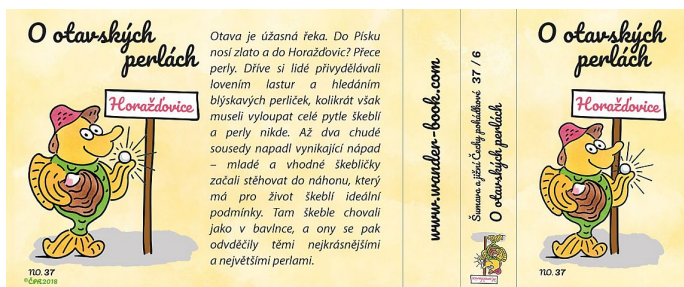 O otavských
perlách
Horažďovice
no. 37
©ČPR 2018
Otava je úžasná řeka. Do Písku
nosí zlato a do Horažďovic? Přece
perly. Dříve si lidé přivydělávali
lovením lastur a hledáním
blýskavých perliček, kolikrát však
museli vyloupat celé pytle škeblí
a perly nikde. Až dva chudé
sousedy napadl vynikající nápad
– mladé a vhodné škebličky
začali stěhovat do náhonu, který
má pro život škeblí ideální
podmínky. Tam škeble chovali
jako v bavlnce, a ony se pak
odvděčily těmi nejkrásnějšími
a největšími perlami.
www.wander-book.com
Šumava a jižní Čechy pohádkové 37 / 6
O otavských perlách
O otavských
perlách
Horažďovice
no. 37